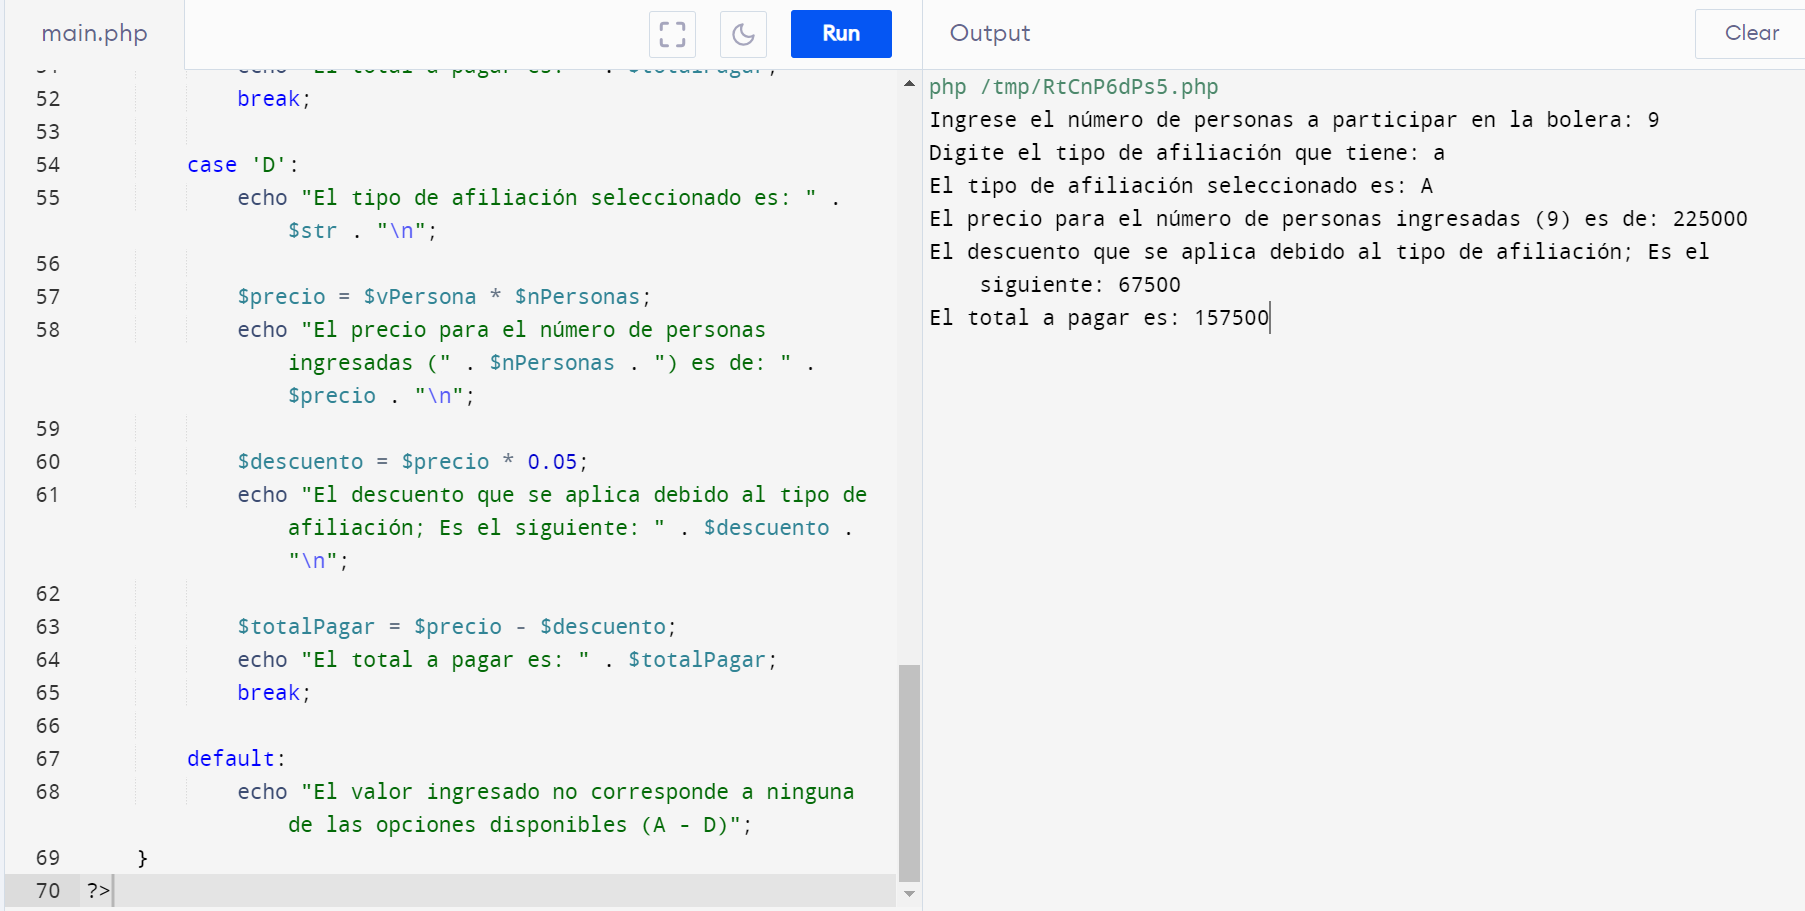 main.php
Run
Output
Clear
echo "El total a pagar es: " . $totalPagar;
52 break;
53
54 case 'D':
55 echo "El tipo de afiliación seleccionado es: " .
$str . "\n";
56
57 $precio = $vPersona * $nPersonas;
58 echo "El precio para el número de personas
ingresadas (" . $nPersonas . ") es de: " .
$precio . "\n";
59
60 $descuento = $precio * 0.05;
61 echo "El descuento que se aplica debido al tipo de
afiliación; Es el siguiente: " . $descuento .
"\n";
62
63 $totalPagar = $precio - $descuento;
64 echo "El total a pagar es: " . $totalPagar;
65 break;
66
67 default:
68 echo "El valor ingresado no corresponde a ninguna
de las opciones disponibles (A - D)";
69 }
70 ?>
php /tmp/RtCnP6dPs5.php
Ingrese el número de personas a participar en la bolera: 9
Digite el tipo de afiliación que tiene: a
El tipo de afiliación seleccionado es: A
El precio para el número de personas ingresadas (9) es de: 225000
El descuento que se aplica debido al tipo de afiliación; Es el
siguiente: 67500
El total a pagar es: 157500